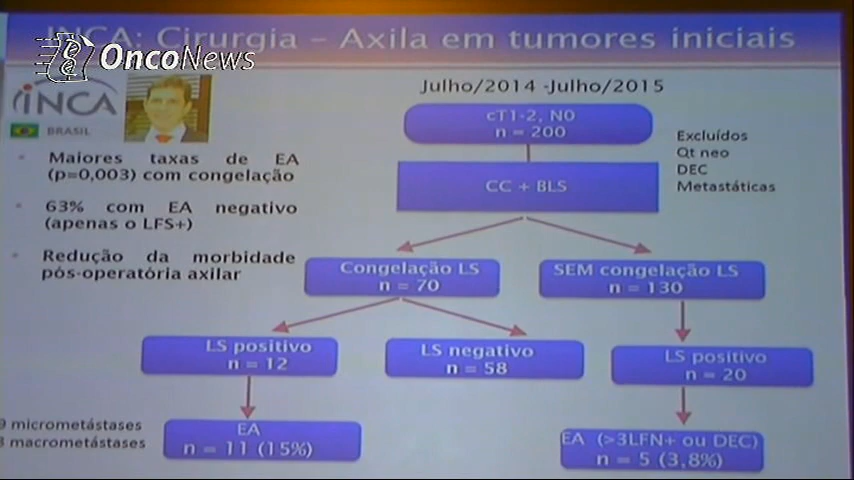 INCA: Cirurgia – Axila em tumores iniciais
OncoNews
INCA
BRASIL
Julho/2014 -Julho/2015
cT1-2, N0
n = 200
Excluídos
Qt neo
DEC
Metastáticas
CC + BLS
Maiores taxas de EA
(p=0,003) com congelação
63% com EA negativo
(apenas o LFS+)
Redução da morbidade
pós-operatória axilar
Congelação LS
n = 70
SEM congelação LS
n = 130
LS positivo
n = 12
LS negativo
n = 58
LS positivo
n = 20
9 micrometástases
3 macrometástases
EA
n = 11 (15%)
EA (>3LFN+ ou DEC)
n = 5 (3,8%)